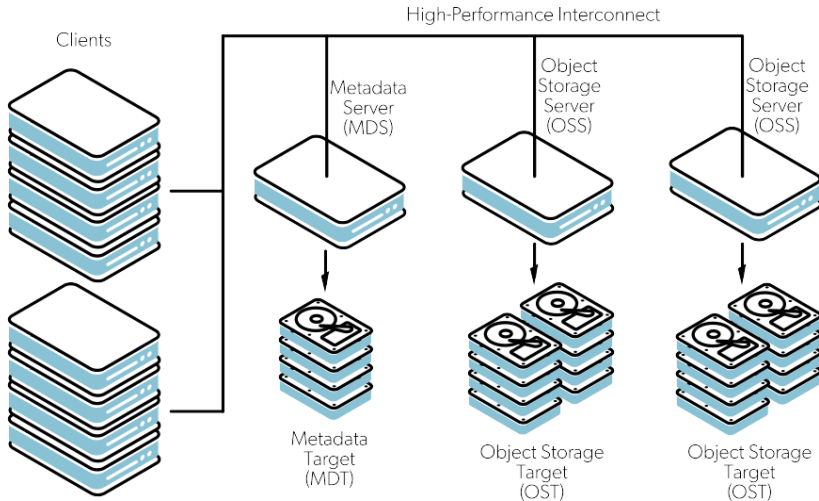 High-Performance Interconnect
Clients
Metadata
Server
(MDS)
Object
Storage
Server
(OSS)
Object
Storage
Server
(OSS)
Metadata
Target
(MDT)
Object Storage
Target
(OST)
Object Storage
Target
(OST)